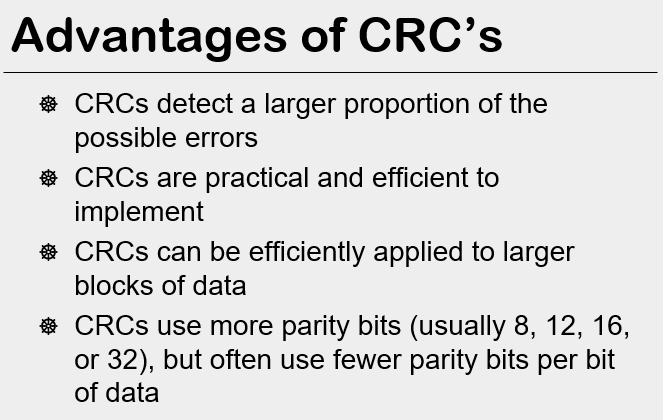 Advantages of CRC’s
CRCs detect a larger proportion of the
possible errors
CRCs are practical and efficient to
implement
CRCs can be efficiently applied to larger
blocks of data
CRCs use more parity bits (usually 8, 12, 16,
or 32), but often use fewer parity bits per bit
of data